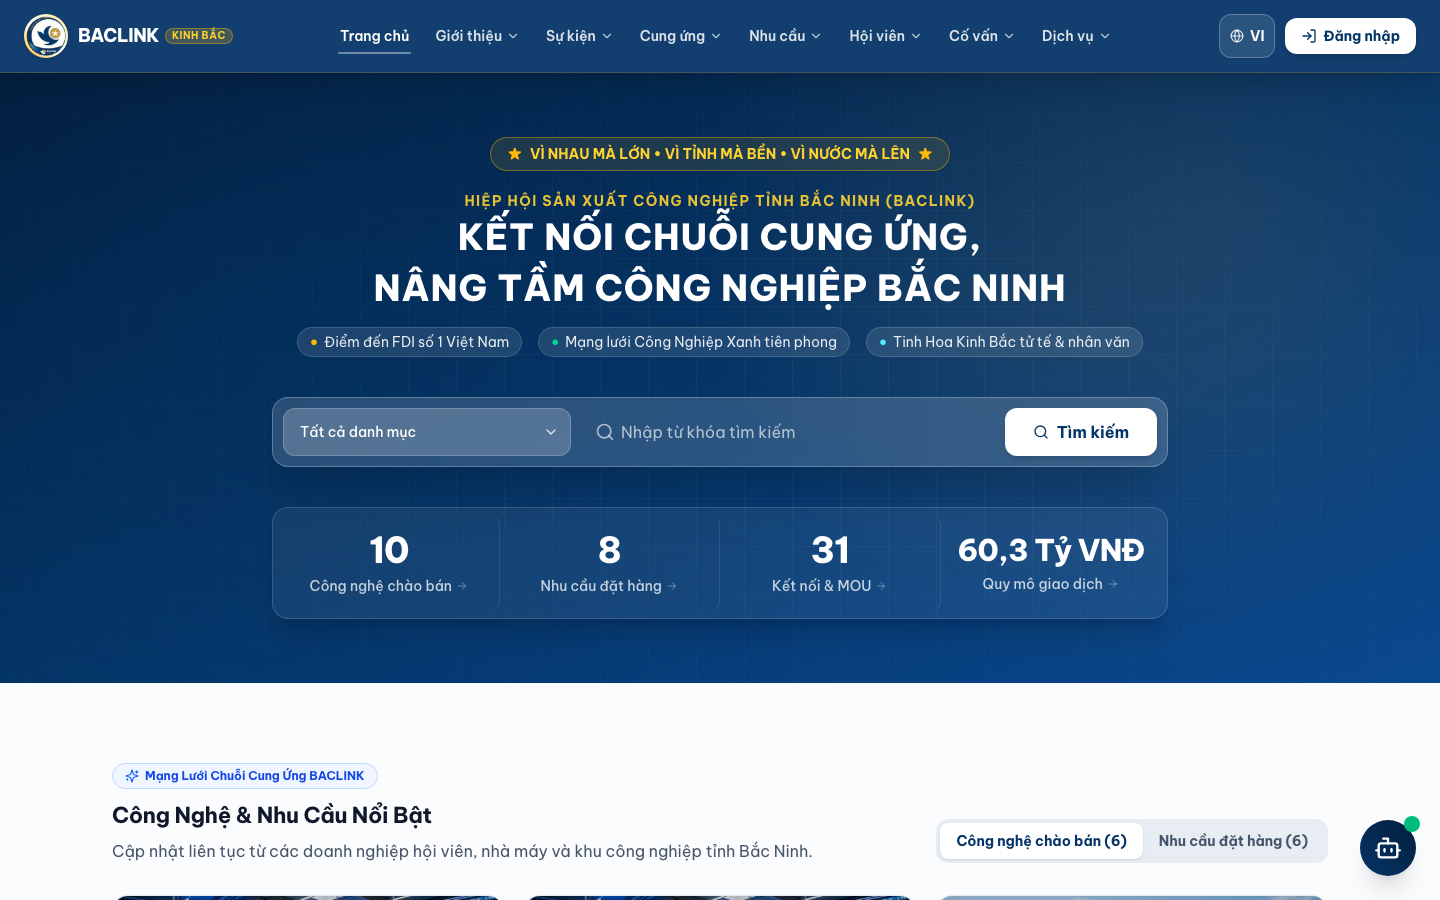 BACLINK KINH BẮC
Trang chủ Giới thiệu Sự kiện Cung ứng Nhu cầu Hội viên Cố vấn Dịch vụ
VI Đăng nhập
VÌ NHAU MÀ LỚN • VÌ TỈNH MÀ BỀN • VÌ NƯỚC MÀ LÊN
HIỆP HỘI SẢN XUẤT CÔNG NGHIỆP TỈNH BẮC NINH (BACLINK)
KẾT NỐI CHUỖI CUNG ỨNG,
NÂNG TẦM CÔNG NGHIỆP BẮC NINH
Điểm đến FDI số 1 Việt Nam Mạng lưới Công Nghiệp Xanh tiên phong Tinh Hoa Kinh Bắc tử tế & nhân văn
Tất cả danh mục Nhập từ khóa tìm kiếm Tìm kiếm
10 8 31 60,3 Tỷ VNĐ
Công nghệ chào bán → Nhu cầu đặt hàng → Kết nối & MOU → Quy mô giao dịch →
Mạng Lưới Chuỗi Cung Ứng BACLINK
Công Nghệ & Nhu Cầu Nổi Bật
Cập nhật liên tục từ các doanh nghiệp hội viên, nhà máy và khu công nghiệp tỉnh Bắc Ninh.
Công nghệ chào bán (6) Nhu cầu đặt hàng (6)